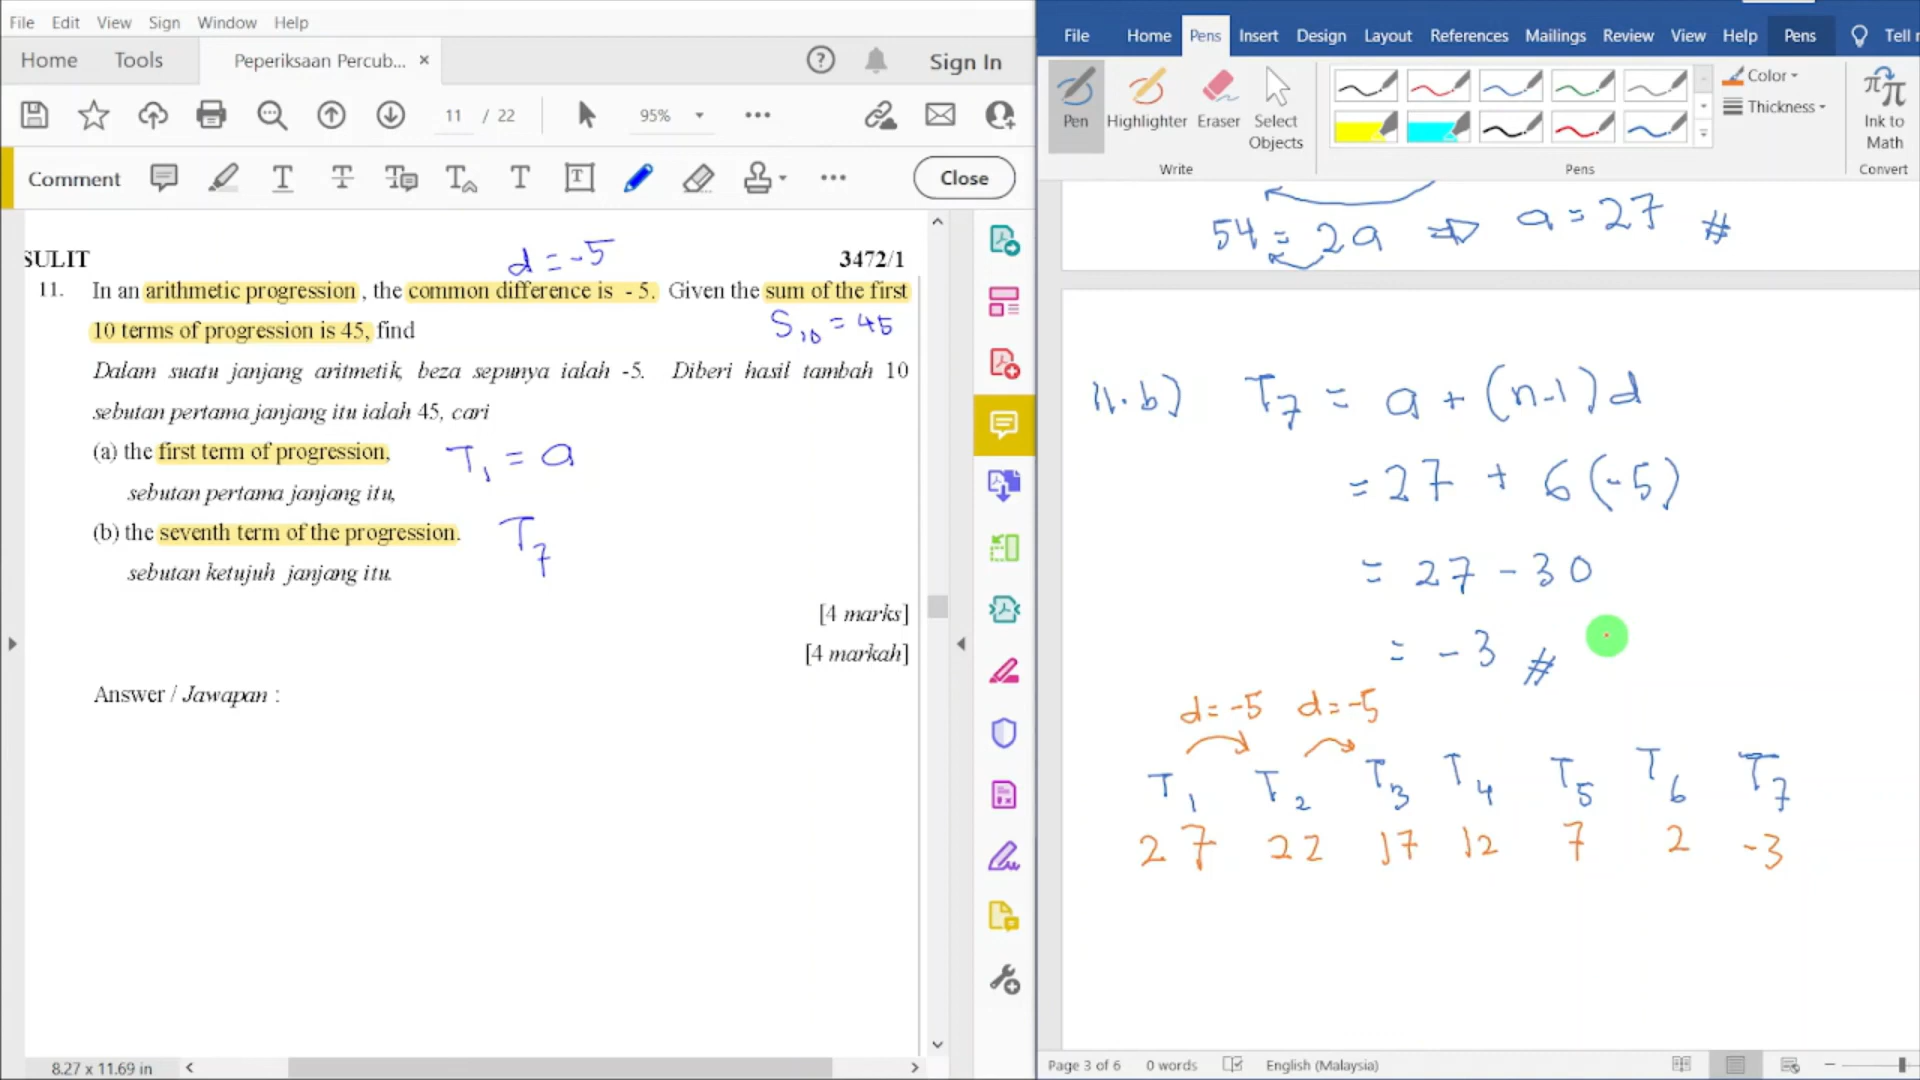 File Edit View Sign Window Help
Home Tools Peperiksaan Percub... × Sign In
11 / 22 95%
Comment Close
SULIT d = -5 3472/1
11. In an arithmetic progression , the common difference is - 5. Given the sum of the first
10 terms of progression is 45, find S10 = 45
Dalam suatu janjang aritmetik, beza sepunya ialah -5. Diberi hasil tambah 10
sebutan pertama janjang itu ialah 45, cari
(a) the first term of progression, T1 = a
sebutan pertama janjang itu,
(b) the seventh term of the progression. T7
sebutan ketujuh janjang itu.
[4 marks]
[4 markah]
Answer / Jawapan :
8.27 x 11.69 in
File Home Pens Insert Design Layout References Mailings Review View Help Pens
Pen Highlighter Eraser Select Objects
Color
Thickness
Ink to Math
Write Pens Convert
54 = 2a ⇒ a = 27 #
11. b) T7 = a + (n-1)d
= 27 + 6(-5)
= 27 - 30
= -3 #
d = -5 d = -5
T1 T2 T3 T4 T5 T6 T7
27 22 17 12 7 2 -3
Page 3 of 6 0 words English (Malaysia)